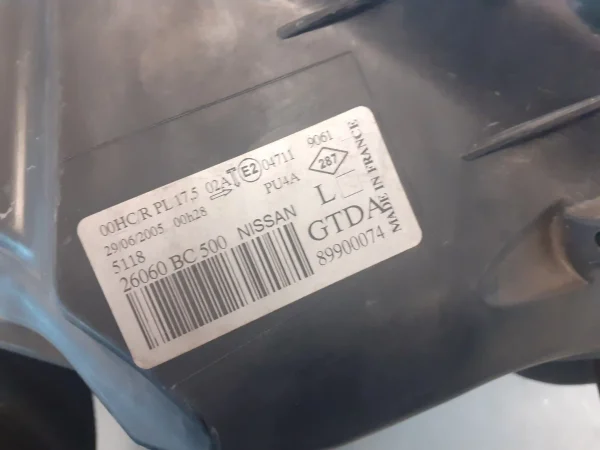 00HC/R PL 17,5 02A E2 04711 9061
29/06/2005 00h28 PU4A 287
5118 L
26060 BC 500 NISSAN GTDA
89900074
MADE IN FRANCE